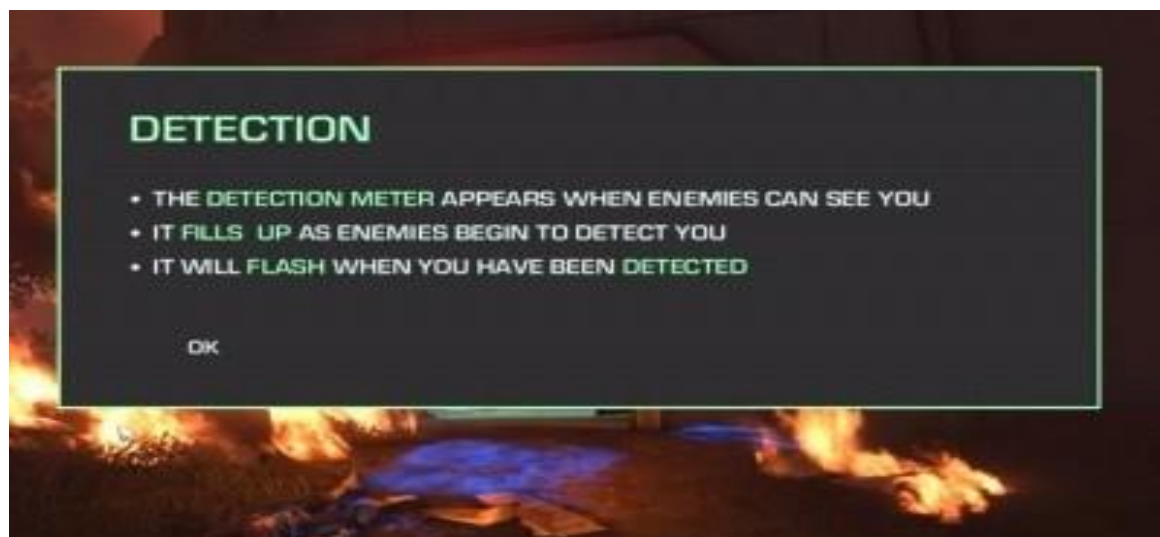 DETECTION
• THE DETECTION METER APPEARS WHEN ENEMIES CAN SEE YOU
• IT FILLS UP AS ENEMIES BEGIN TO DETECT YOU
• IT WILL FLASH WHEN YOU HAVE BEEN DETECTED
OK